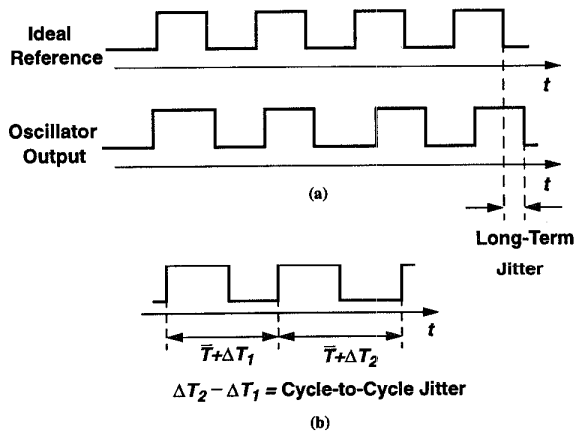 Ideal
Reference
t
Oscillator
Output
t
(a)
Long-Term
Jitter
t
T̅+ΔT₁
T̅+ΔT₂
ΔT₂ − ΔT₁ = Cycle-to-Cycle Jitter
(b)